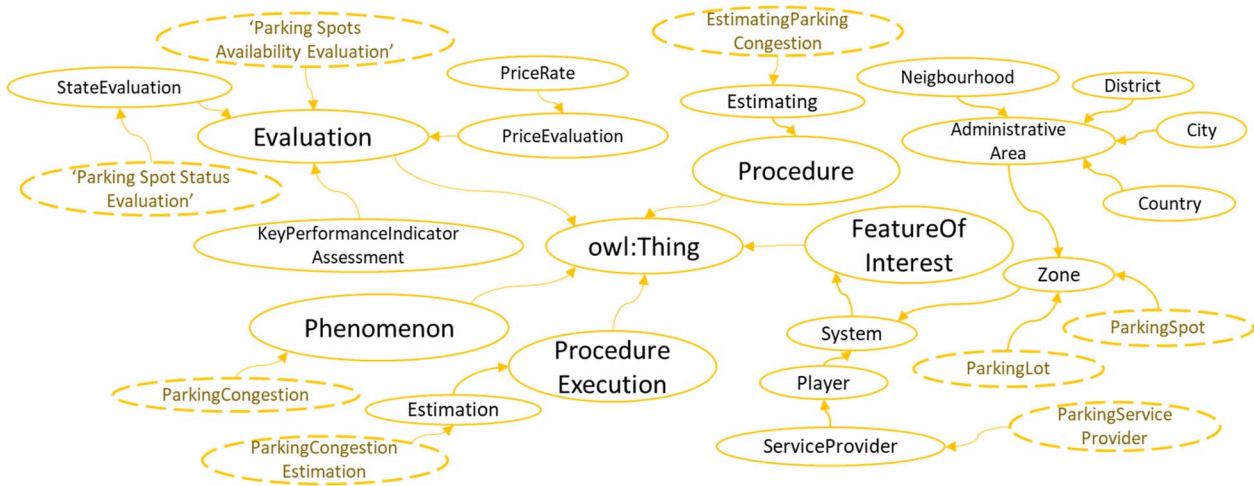 ‘Parking Spots
Availability Evaluation’
EstimatingParking
Congestion
StateEvaluation
PriceRate
Neigbourhood
District
Estimating
Evaluation
PriceEvaluation
Administrative
Area
City
‘Parking Spot Status
Evaluation’
Procedure
Country
KeyPerformanceIndicator
Assessment
owl:Thing
FeatureOf
Interest
Zone
Phenomenon
System
ParkingSpot
Procedure
Execution
ParkingLot
ParkingCongestion
Estimation
Player
ParkingService
Provider
ParkingCongestion
Estimation
ServiceProvider